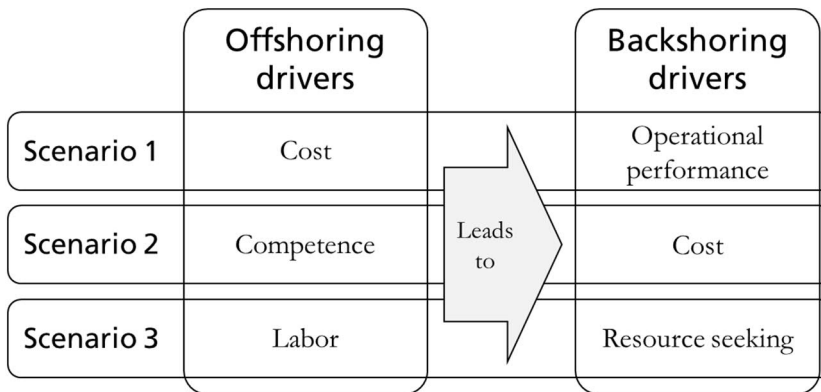 Offshoring
drivers
Backshoring
drivers
Scenario 1
Cost
Operational
performance
Scenario 2
Competence
Leads
to
Cost
Scenario 3
Labor
Resource seeking